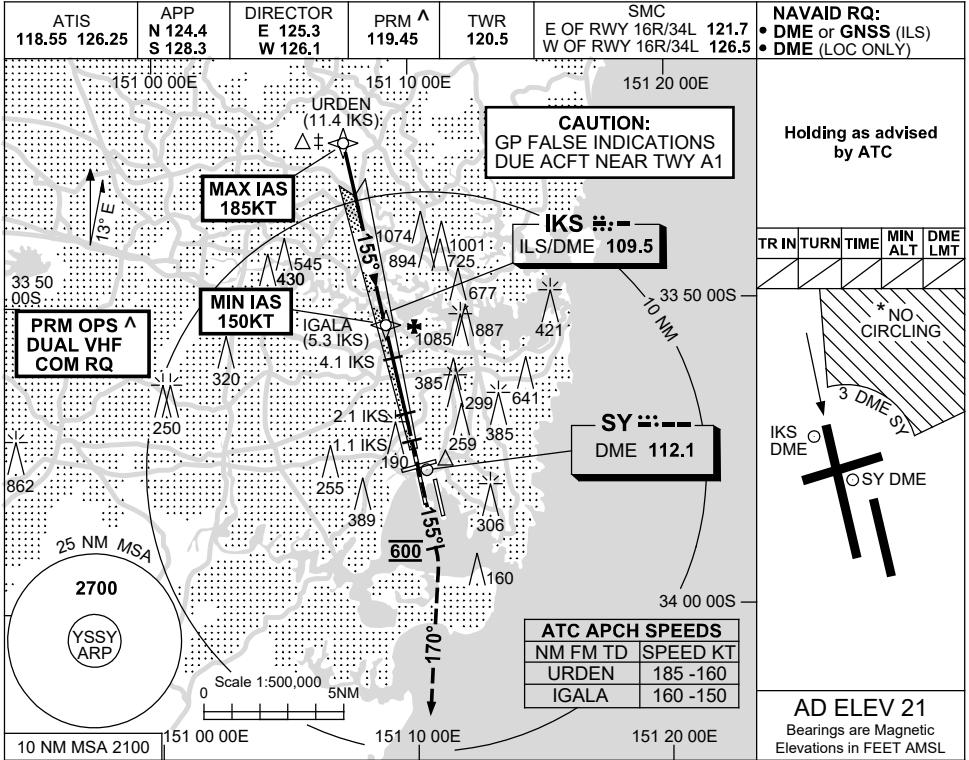 ATIS
118.55 126.25
APP
N 124.4
S 128.3
DIRECTOR
E 125.3
W 126.1
PRM ^
119.45
TWR
120.5
SMC
E OF RWY 16R/34L 121.7
W OF RWY 16R/34L 126.5
NAVAID RQ:
• DME or GNSS (ILS)
• DME (LOC ONLY)
151 00 00E
151 10 00E
151 20 00E
URDEN
(11.4 IKS)
‡
CAUTION:
GP FALSE INDICATIONS
DUE ACFT NEAR TWY A1
Holding as advised
by ATC
MAX IAS
185KT
13° E
IKS
ILS/DME 109.5
155°
1074
894
1001
725
545
430
677
TR IN
TURN
TIME
MIN
ALT
DME
LMT
33 50
00S
33 50 00S
MIN IAS
150KT
IGALA
(5.3 IKS)
1085
887
421
10 NM
PRM OPS ^
DUAL VHF
COM RQ
4.1 IKS
320
385
299
641
* NO
CIRCLING
3 DME SY
250
2.1 IKS
259
385
SY
DME 112.1
1.1 IKS
190
IKS
DME
SY DME
862
255
389
306
155°
600
160
25 NM MSA
2700
YSSY
ARP
34 00 00S
170°
ATC APCH SPEEDS
NM FM TD SPEED KT
URDEN 185 -160
IGALA 160 -150
Scale 1:500,000
0 5NM
10 NM MSA 2100
151 00 00E
151 10 00E
151 20 00E
AD ELEV 21
Bearings are Magnetic
Elevations in FEET AMSL